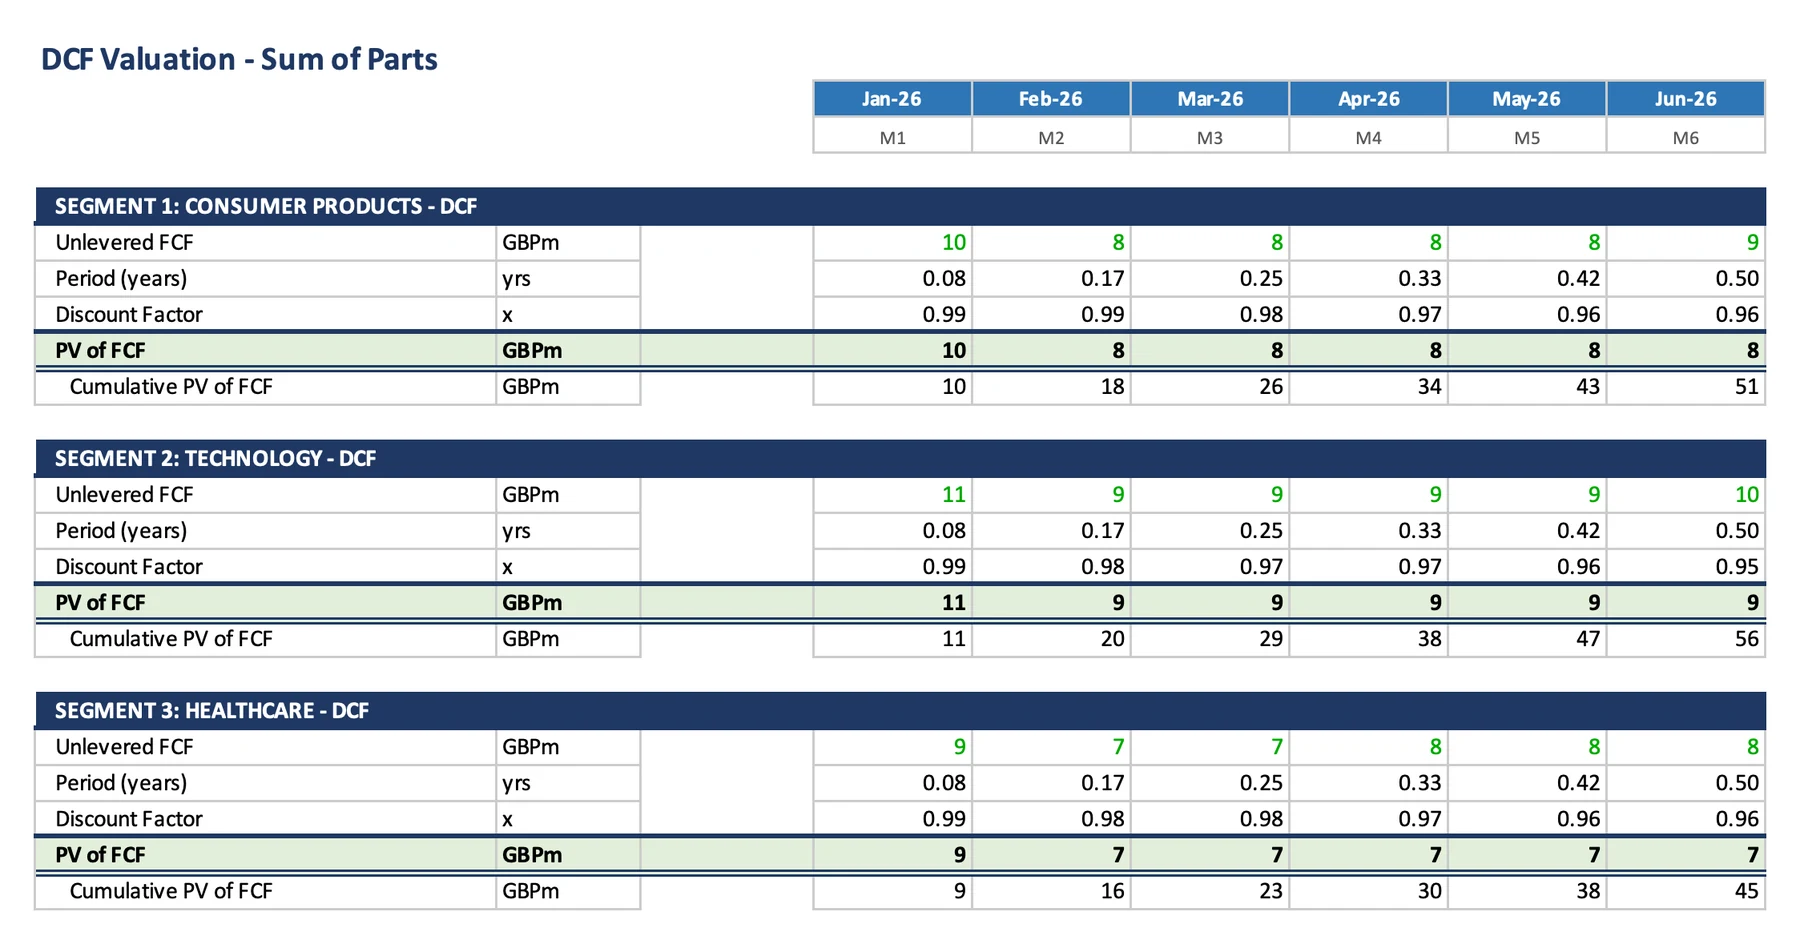 DCF Valuation - Sum of Parts
Jan-26 Feb-26 Mar-26 Apr-26 May-26 Jun-26
M1 M2 M3 M4 M5 M6
SEGMENT 1: CONSUMER PRODUCTS - DCF
Unlevered FCF GBPm 10 8 8 8 8 9
Period (years) yrs 0.08 0.17 0.25 0.33 0.42 0.50
Discount Factor x 0.99 0.99 0.98 0.97 0.96 0.96
PV of FCF GBPm 10 8 8 8 8 8
Cumulative PV of FCF GBPm 10 18 26 34 43 51
SEGMENT 2: TECHNOLOGY - DCF
Unlevered FCF GBPm 11 9 9 9 9 10
Period (years) yrs 0.08 0.17 0.25 0.33 0.42 0.50
Discount Factor x 0.99 0.98 0.97 0.97 0.96 0.95
PV of FCF GBPm 11 9 9 9 9 9
Cumulative PV of FCF GBPm 11 20 29 38 47 56
SEGMENT 3: HEALTHCARE - DCF
Unlevered FCF GBPm 9 7 7 8 8 8
Period (years) yrs 0.08 0.17 0.25 0.33 0.42 0.50
Discount Factor x 0.99 0.98 0.98 0.97 0.96 0.96
PV of FCF GBPm 9 7 7 7 7 7
Cumulative PV of FCF GBPm 9 16 23 30 38 45